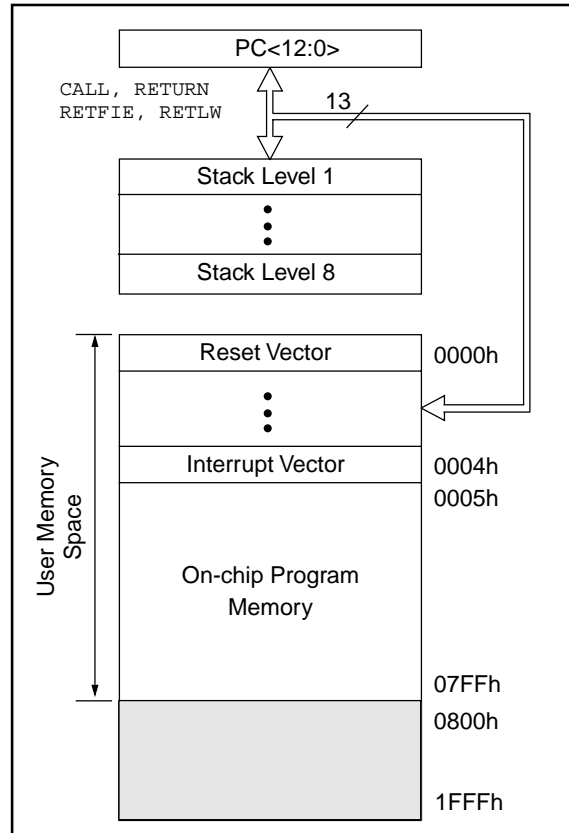 PC<12:0>
CALL, RETURN
RETFIE, RETLW
13
Stack Level 1
Stack Level 8
User Memory
Space
Reset Vector
0000h
Interrupt Vector
0004h
0005h
On-chip Program
Memory
07FFh
0800h
1FFFh